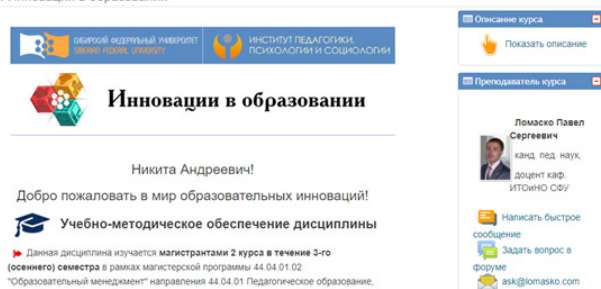 Инновации в образовании
СИБИРСКИЙ ФЕДЕРАЛЬНЫЙ УНИВЕРСИТЕТ
SIBERIAN FEDERAL UNIVERSITY
ИНСТИТУТ ПЕДАГОГИКИ,
ПСИХОЛОГИИ И СОЦИОЛОГИИ
Инновации в образовании
Никита Андреевич!
Добро пожаловать в мир образовательных инноваций!
Учебно-методическое обеспечение дисциплины
Данная дисциплина изучается магистрантами 2 курса в течение 3-го
(осеннего) семестра в рамках магистерской программы 44.04.01.02
"Образовательный менеджмент" направления 44.04.01 Педагогическое образование,
Описание курса
Показать описание
Преподаватель курса
Ломаско Павел
Сергеевич
канд. пед. наук,
доцент каф.
ИТОиНО СФУ
Написать быстрое
сообщение
Задать вопрос в
форуме
ask@lomasko.com